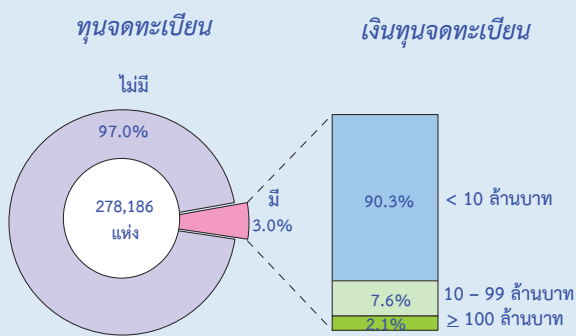 ทุนจดทะเบียน
ไม่มี
97.0%
278,186
แห่ง
มี
3.0%
เงินทุนจดทะเบียน
90.3%
< 10 ล้านบาท
7.6%
10 – 99 ล้านบาท
2.1%
≥ 100 ล้านบาท